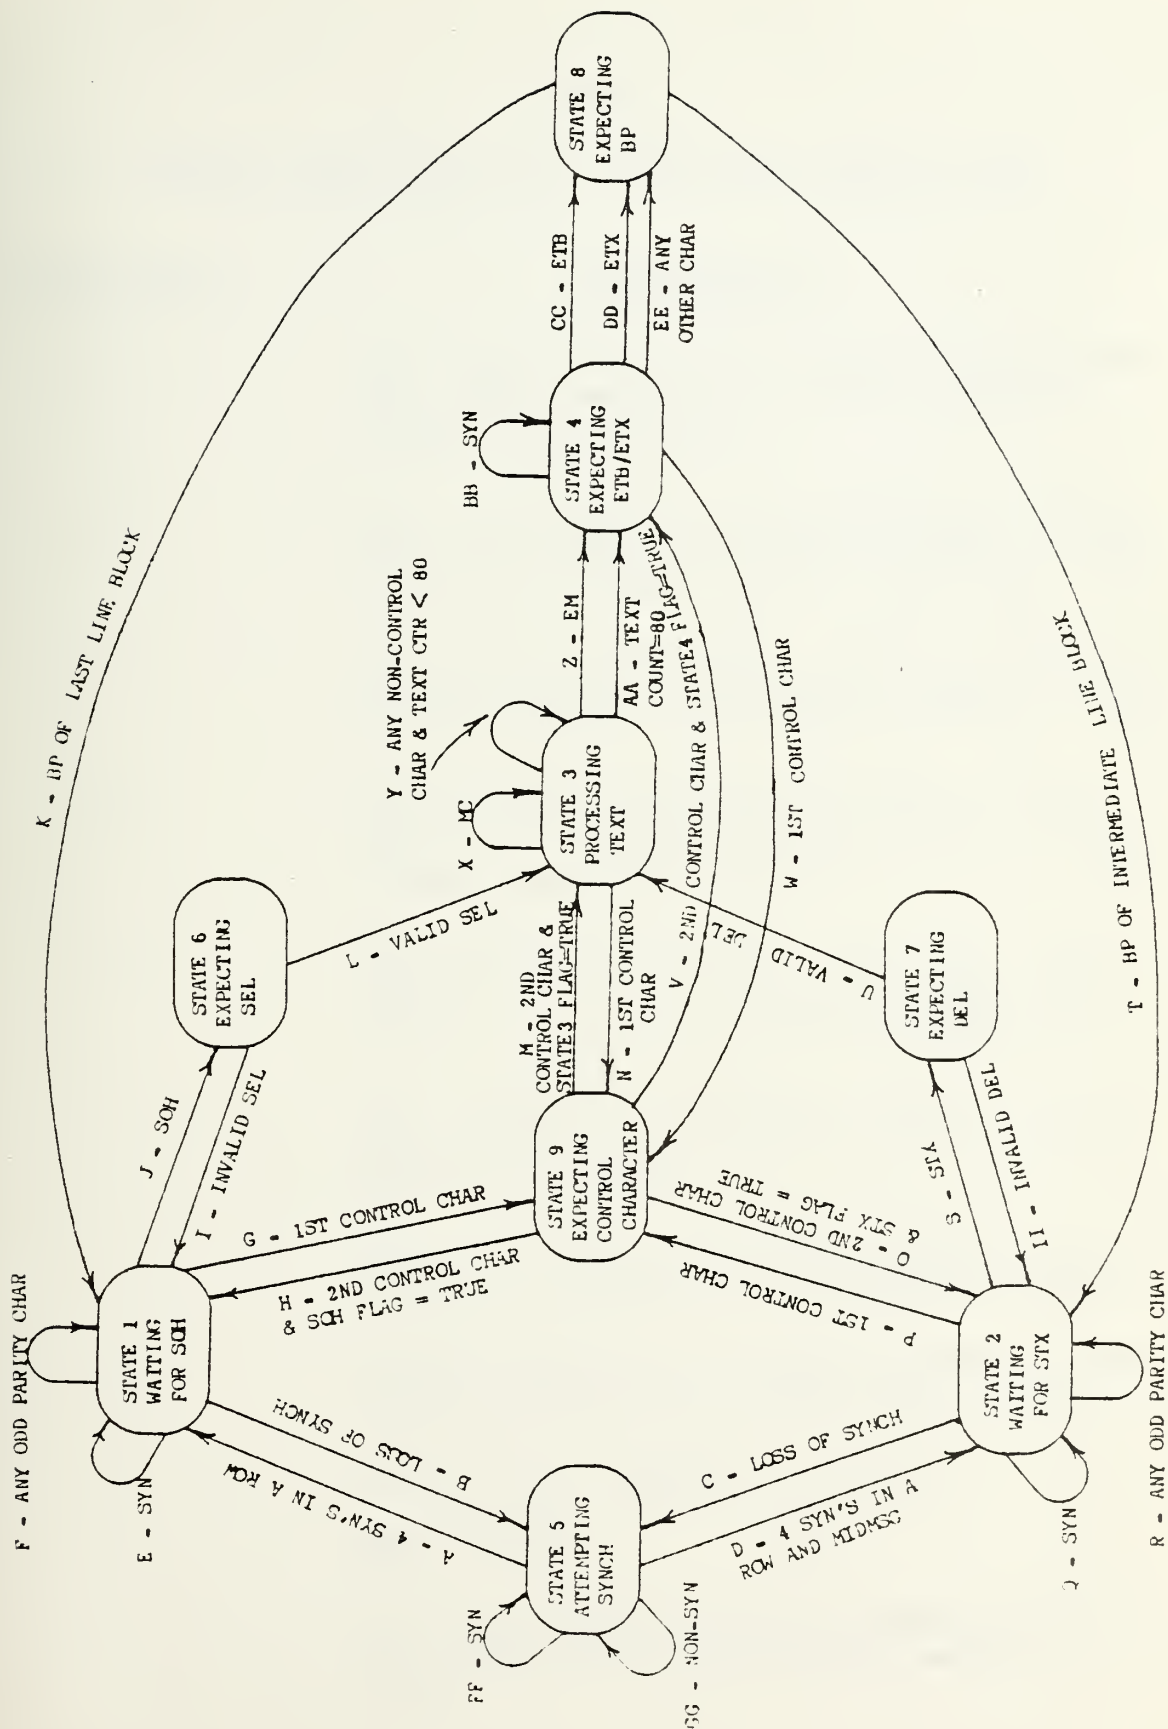 F - ANY ODD PARITY CHAR
E - SYN
STATE 1
WAITING
FOR SOH
K - BP OF LAST LINE BLOCK
J - SOH
I - INVALID SEL
STATE 6
EXPECTING
SEL
L - VALID SEL
G - 1ST CONTROL CHAR
H - 2ND CONTROL CHAR
& SOH FLAG = TRUE
B - LOSS OF SYNCH
A - 4 SYN'S IN A ROW
FF - SYN
STATE 5
ATTEMPTING
SYNCH
GG - NON-SYN
STATE 9
EXPECTING
CONTROL
CHARACTER
M - 2ND
CONTROL CHAR &
STATE3 FLAG=TRUE
N - 1ST CONTROL
CHAR
X - MC
Y - ANY NON-CONTROL
CHAR & TEXT CTR < 80
STATE 3
PROCESSING
TEXT
Z - EM
AA - TEXT
COUNT=80
BB - SYN
STATE 4
EXPECTING
ETB/ETX
CC - ETB
DD - ETX
EE - ANY
OTHER CHAR
STATE 8
EXPECTING
BP
V - 2ND CONTROL CHAR & STATE4 FLAG=TRUE
W - 1ST CONTROL CHAR
U - VALID DEL
C - LOSS OF SYNCH
D - 4 SYN'S IN A
ROW AND MIDMSG
O - 2ND CONTROL CHAR
& STX FLAG = TRUE
P - 1ST CONTROL CHAR
S - STX
II - INVALID DEL
STATE 7
EXPECTING
DEL
STATE 2
WAITING
FOR STX
Q - SYN
R - ANY ODD PARITY CHAR
T - BP OF INTERMEDIATE LINE BLOCK